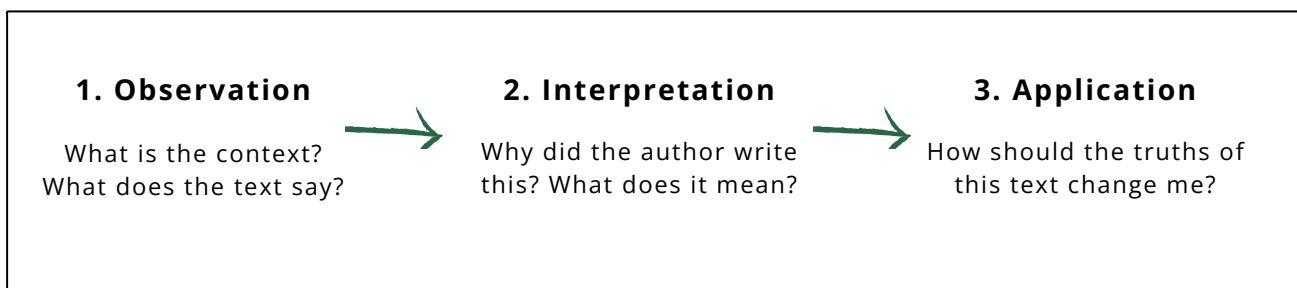 1. Observation
What is the context?
What does the text say?
2. Interpretation
Why did the author write
this? What does it mean?
3. Application
How should the truths of
this text change me?